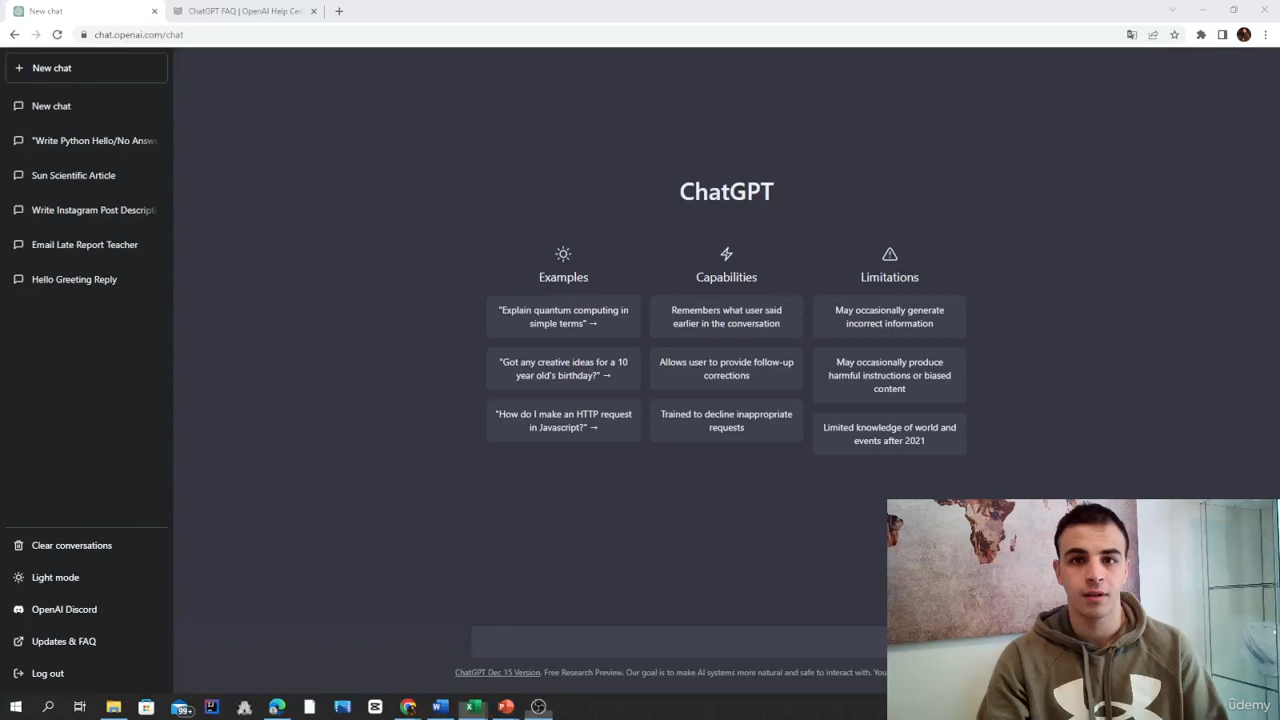 New chat
ChatGPT FAQ | OpenAI Help Cen
chat.openai.com/chat
New chat
New chat
"Write Python Hello/No Answe
Sun Scientific Article
Write Instagram Post Descripti
Email Late Report Teacher
Hello Greeting Reply
Clear conversations
Light mode
OpenAI Discord
Updates & FAQ
Log out
ChatGPT
Examples
"Explain quantum computing in
simple terms" →
"Got any creative ideas for a 10
year old's birthday?" →
"How do I make an HTTP request
in Javascript?" →
Capabilities
Remembers what user said
earlier in the conversation
Allows user to provide follow-up
corrections
Trained to decline inappropriate
requests
Limitations
May occasionally generate
incorrect information
May occasionally produce
harmful instructions or biased
content
Limited knowledge of world and
events after 2021
ChatGPT Dec 15 Version. Free Research Preview. Our goal is to make AI systems more natural and safe to interact with. You
99+
ûdemy